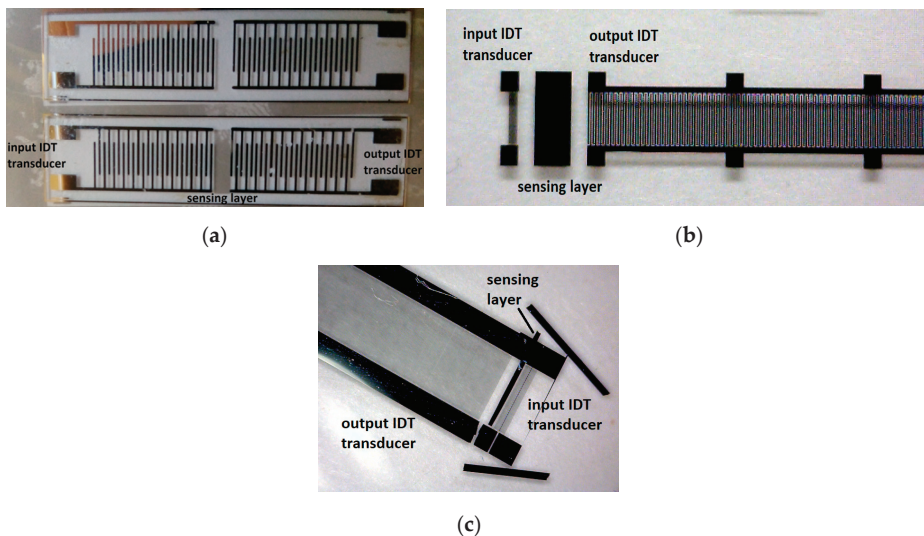 input IDT
transducer
sensing layer
output IDT
transducer
(a)
input IDT
transducer
output IDT
transducer
sensing layer
(b)
sensing
layer
input IDT
transducer
output IDT
transducer
(c)